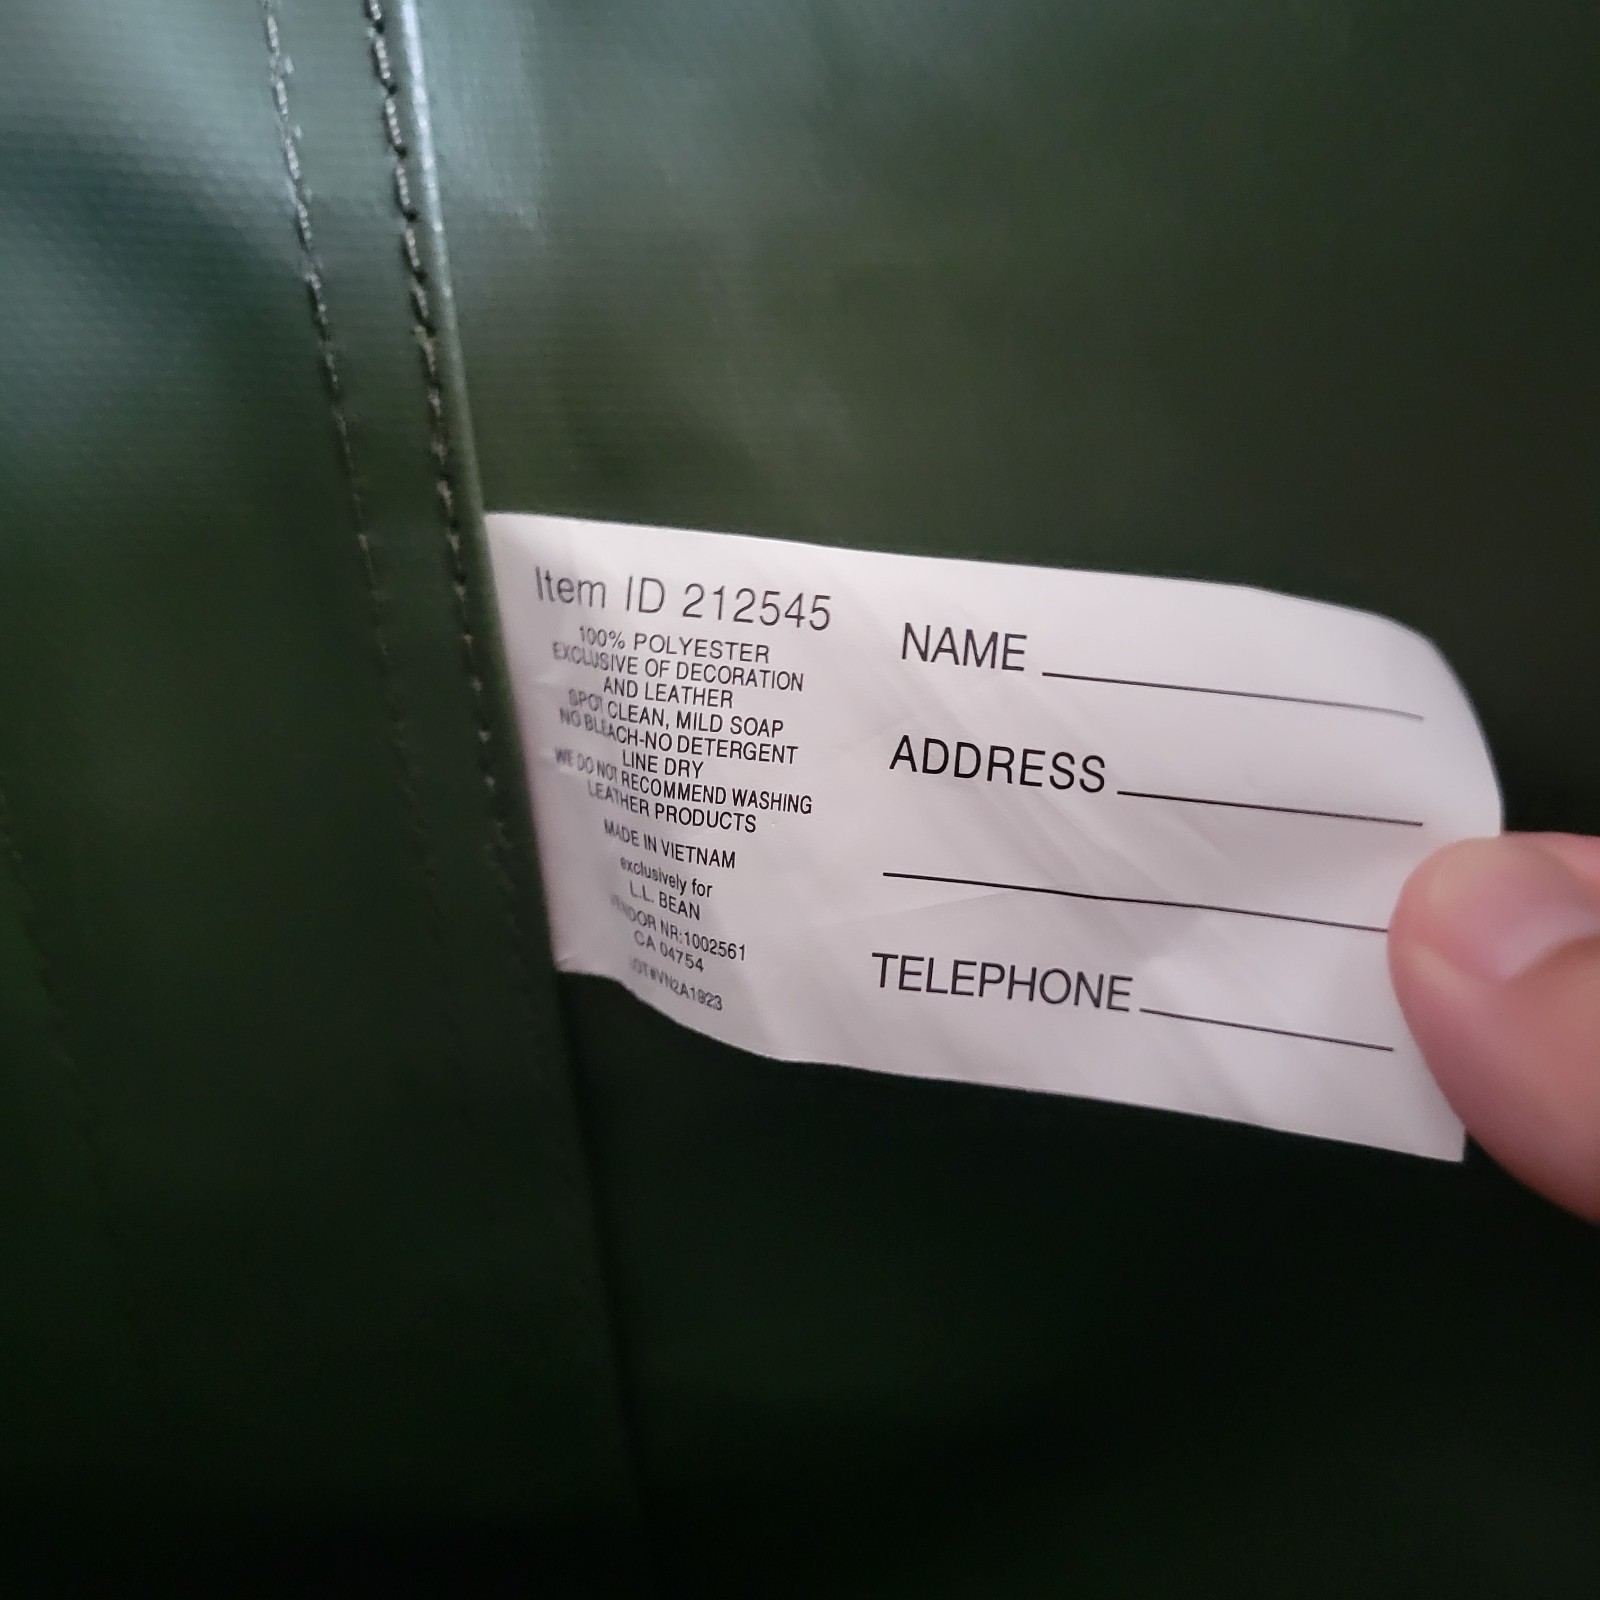 Item ID 212545
100% POLYESTER
EXCLUSIVE OF DECORATION
AND LEATHER
SPOT CLEAN, MILD SOAP
NO BLEACH-NO DETERGENT
LINE DRY
WE DO NOT RECOMMEND WASHING
LEATHER PRODUCTS
MADE IN VIETNAM
exclusively for
L.L. BEAN
VENDOR NR:1002561
CA 04754
LOT#VN2A1923
NAME
ADDRESS
TELEPHONE